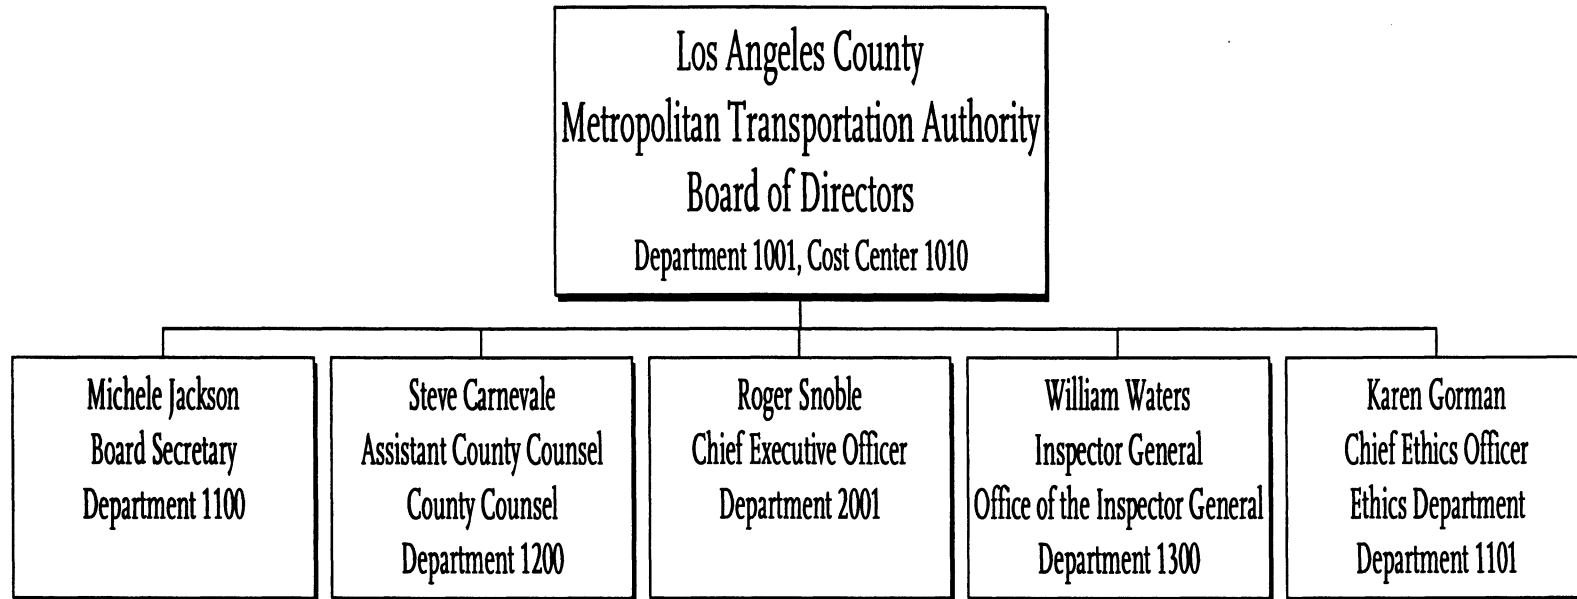 Los Angeles County
Metropolitan Transportation Authority
Board of Directors
Department 1001, Cost Center 1010
Michele Jackson
Board Secretary
Department 1100
Steve Carnevale
Assistant County Counsel
County Counsel
Department 1200
Roger Snoble
Chief Executive Officer
Department 2001
William Waters
Inspector General
Office of the Inspector General
Department 1300
Karen Gorman
Chief Ethics Officer
Ethics Department
Department 1101